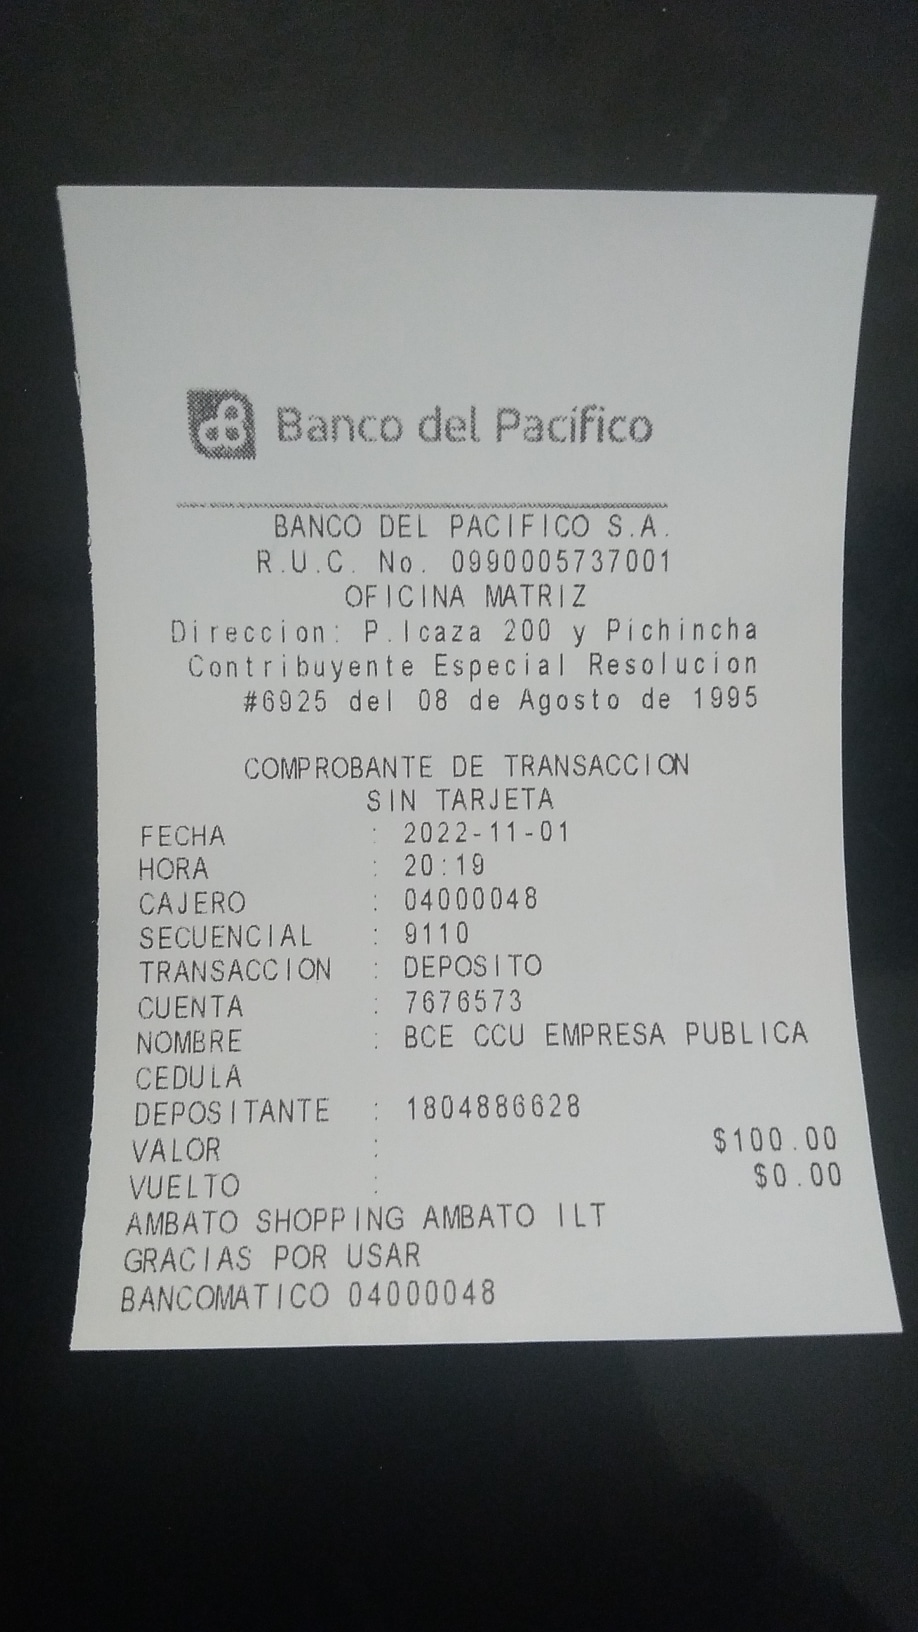 Banco del Pacífico
BANCO DEL PACIFICO S.A.
R.U.C. No. 0990005737001
OFICINA MATRIZ
Direccion: P.Icaza 200 y Pichincha
Contribuyente Especial Resolucion
#6925 del 08 de Agosto de 1995
COMPROBANTE DE TRANSACCION
SIN TARJETA
FECHA : 2022-11-01
HORA : 20:19
CAJERO : 04000048
SECUENCIAL : 9110
TRANSACCION : DEPOSITO
CUENTA : 7676573
NOMBRE : BCE CCU EMPRESA PUBLICA
CEDULA
DEPOSITANTE : 1804886628
VALOR : $100.00
VUELTO : $0.00
AMBATO SHOPPING AMBATO ILT
GRACIAS POR USAR
BANCOMATICO 04000048